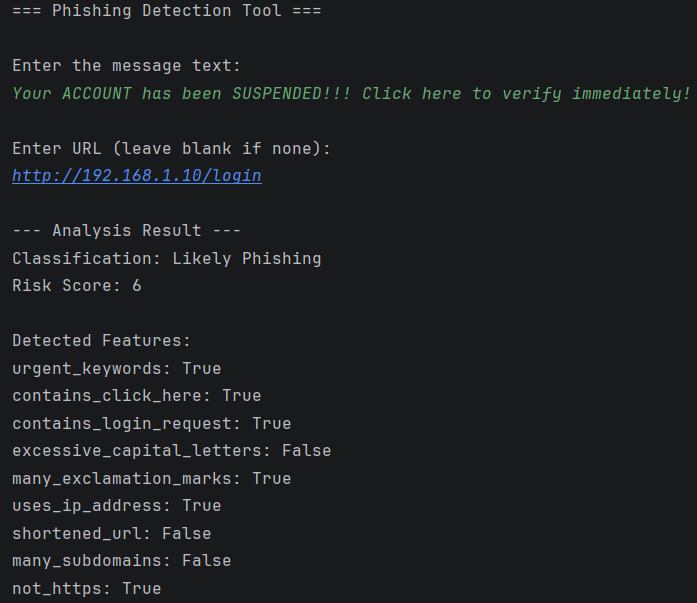 === Phishing Detection Tool ===
Enter the message text:
Your ACCOUNT has been SUSPENDED!!! Click here to verify immediately!
Enter URL (leave blank if none):
http://192.168.1.10/login
--- Analysis Result ---
Classification: Likely Phishing
Risk Score: 6
Detected Features:
urgent_keywords: True
contains_click_here: True
contains_login_request: True
excessive_capital_letters: False
many_exclamation_marks: True
uses_ip_address: True
shortened_url: False
many_subdomains: False
not_https: True